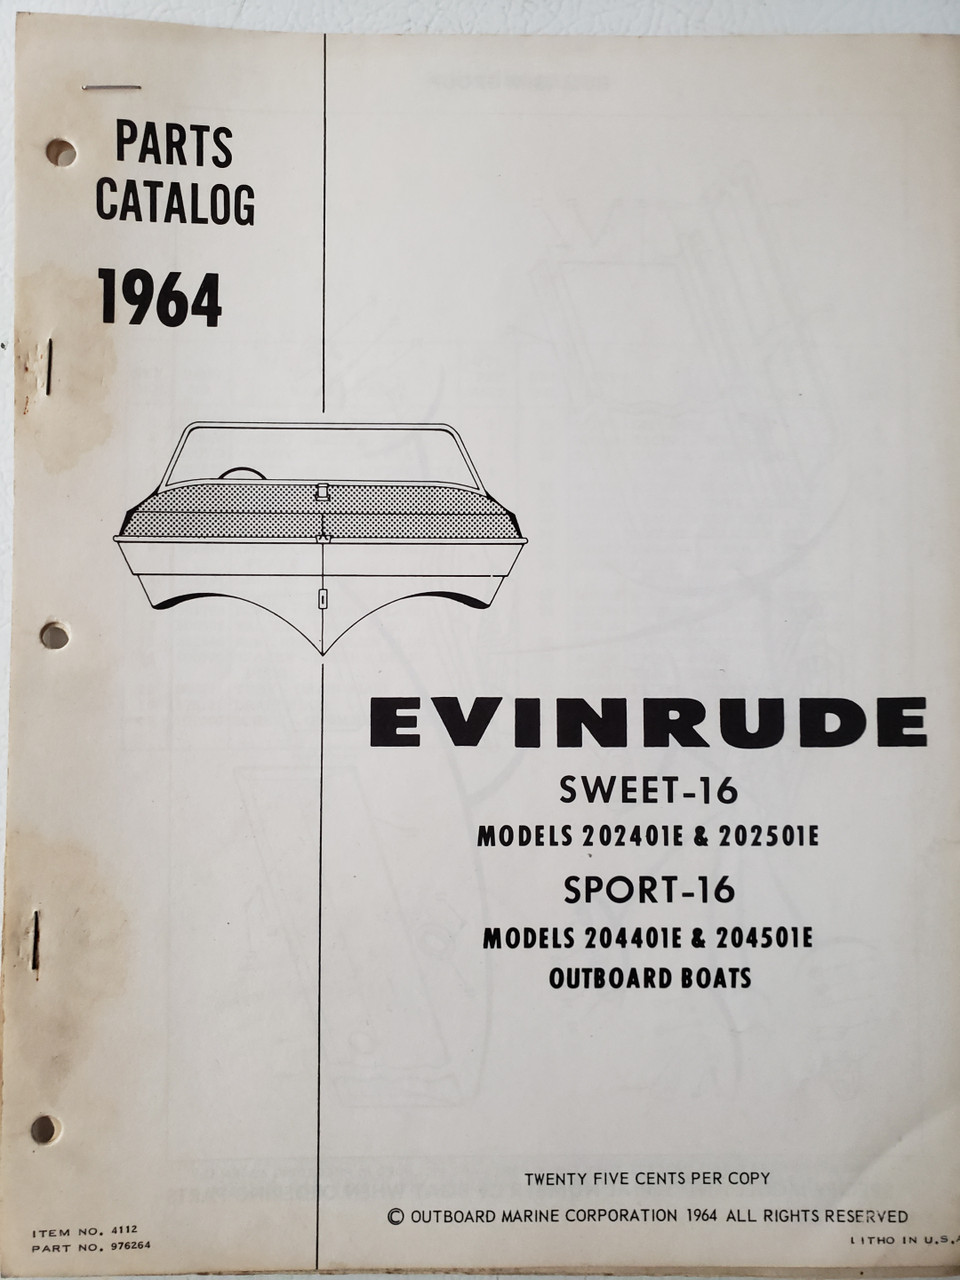 PARTS
CATALOG
1964
EVINRUDE
SWEET-16
MODELS 202401E & 202501E
SPORT-16
MODELS 204401E & 204501E
OUTBOARD BOATS
TWENTY FIVE CENTS PER COPY
© OUTBOARD MARINE CORPORATION 1964 ALL RIGHTS RESERVED
ITEM NO. 4112
PART NO. 976264
LITHO IN U.S.A